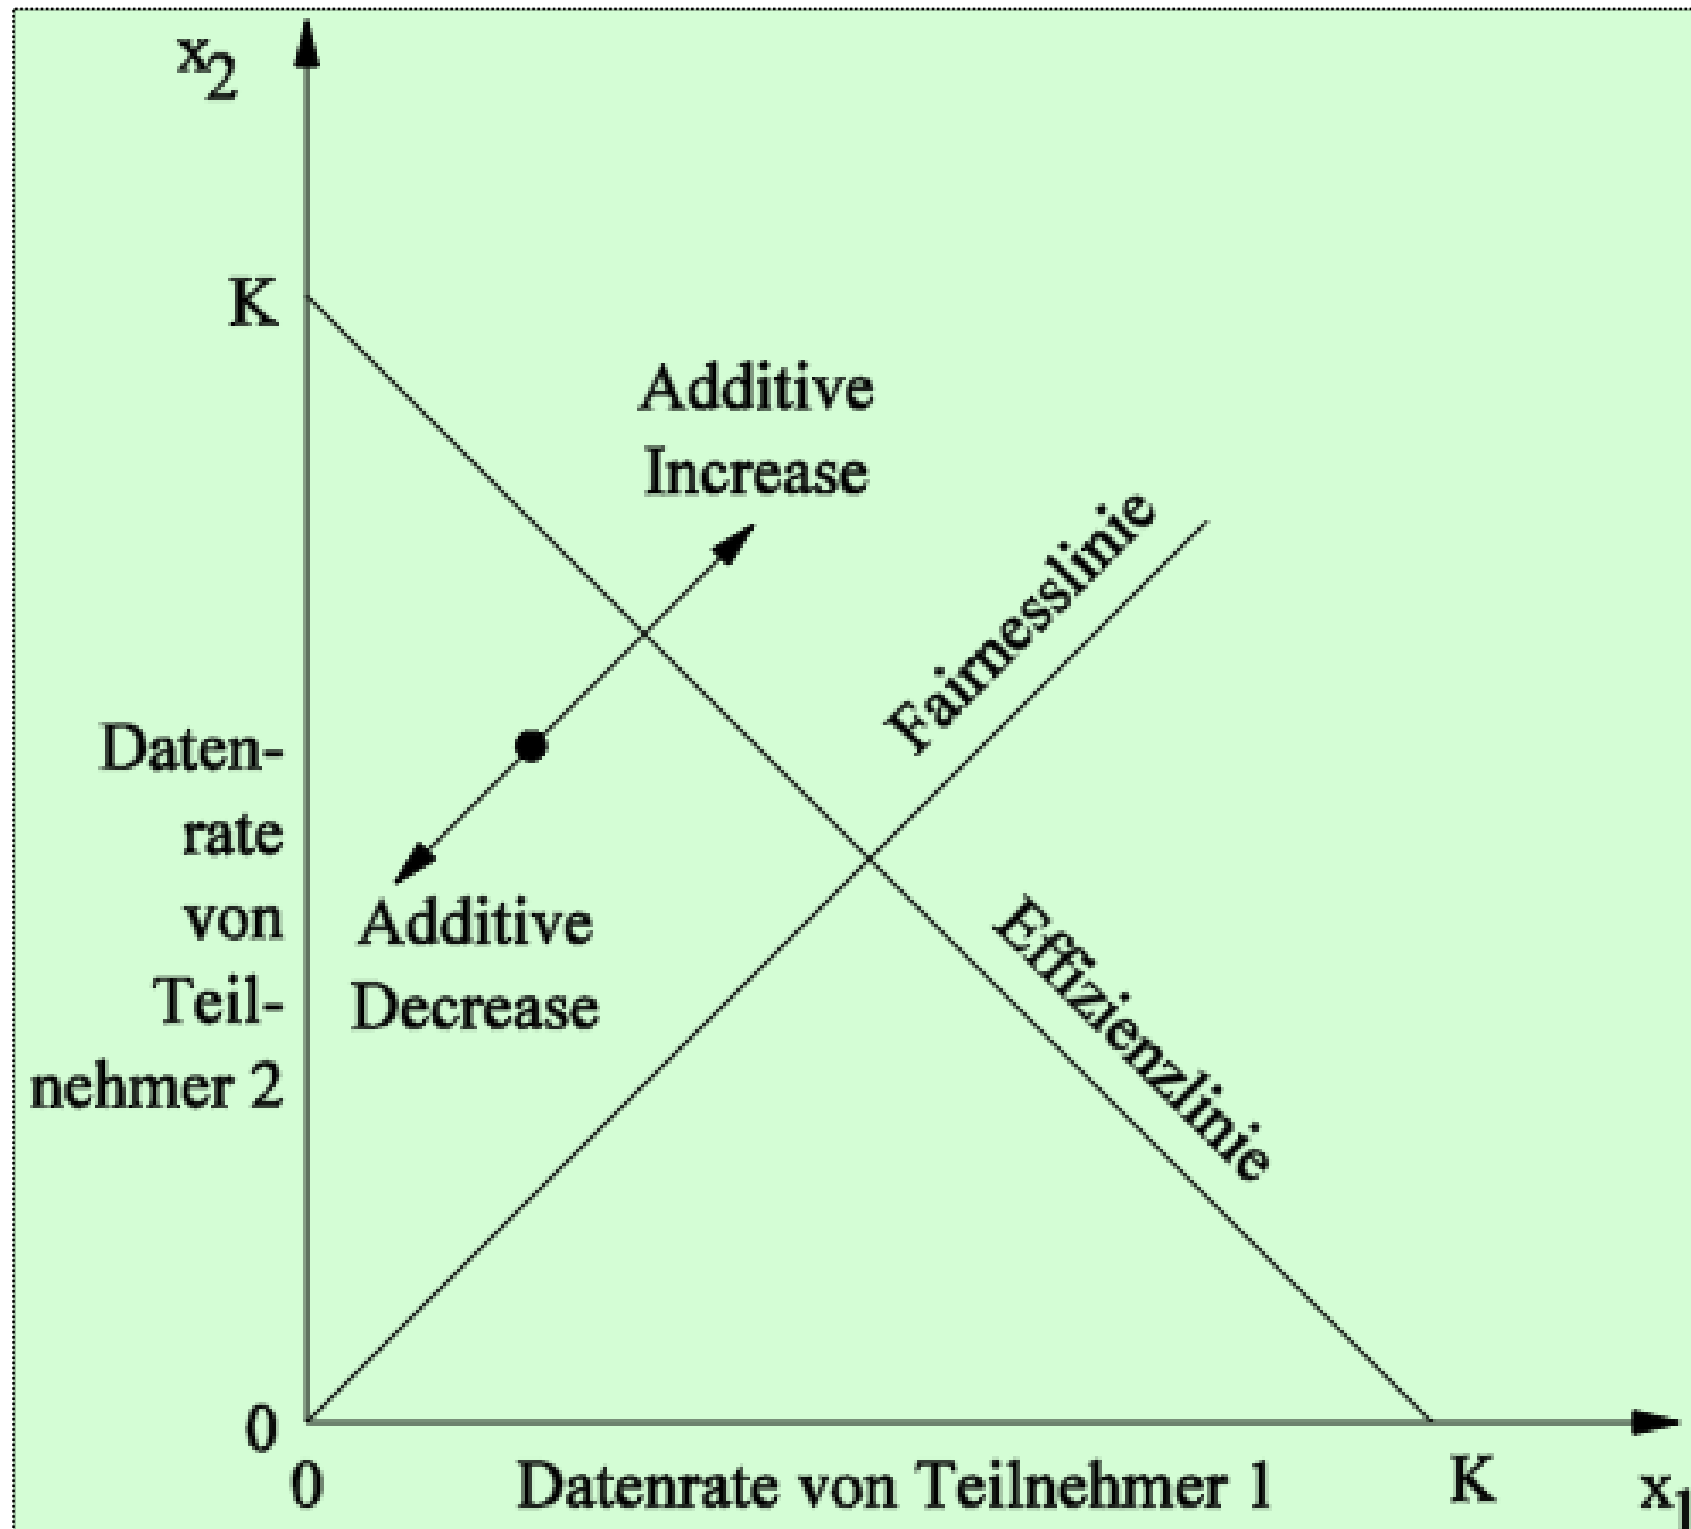 x2
K
Additive
Increase
Fairnesslinie
Daten-
rate
von
Teil-
nehmer 2
Additive
Decrease
Effizienzlinie
0
0
Datenrate von Teilnehmer 1
K
x1